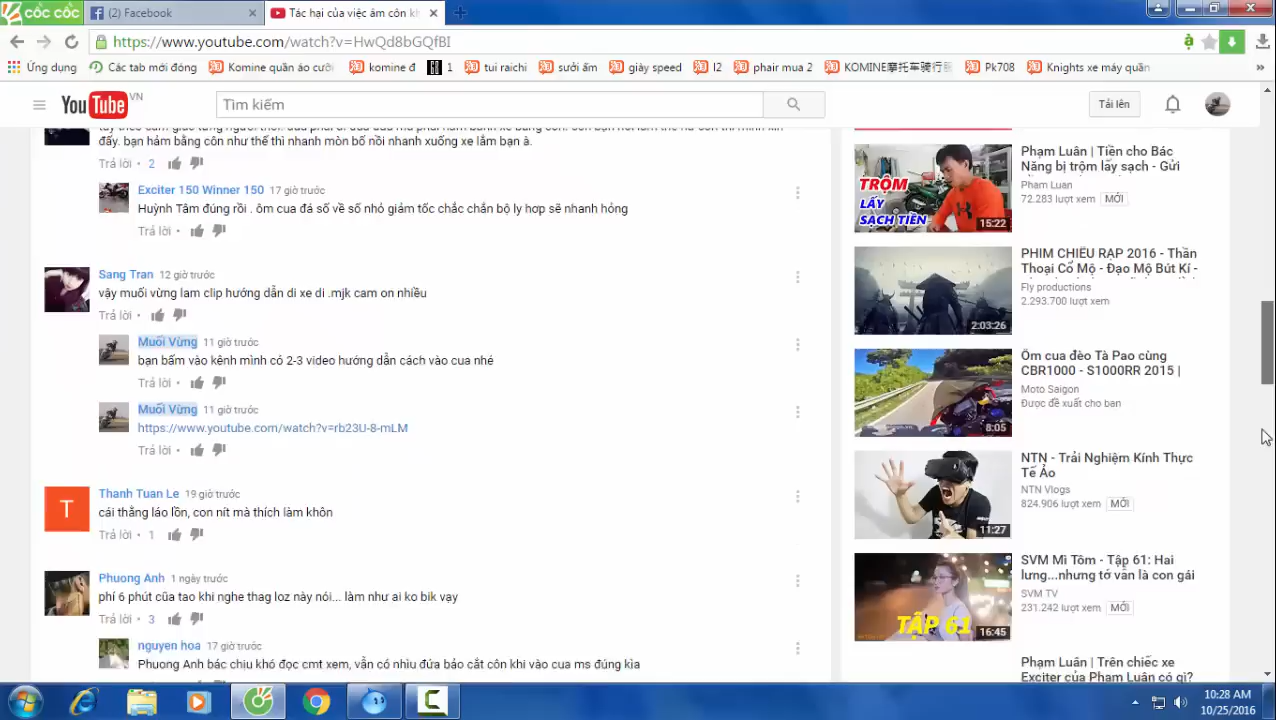 CỐC CỐC
(2) Facebook
Tác hại của việc âm côn kh
https://www.youtube.com/watch?v=HwQd8bGQfBI
Ứng dụng
Các tab mới đóng
Komine quần áo cưỡi
komine đ
1
tui raichi
sưởi ấm
giày speed
l2
phair mua 2
KOMINE摩托车骑行
Pk708
Knights xe máy quần
»
YouTube VN
Tìm kiếm
Tải lên
đấy. bạn hảm bằng côn như thế thì nhanh mòn bố nồi nhanh xuống xe lắm bạn à.
Trả lời • 2
Exciter 150 Winner 150 17 giờ trước
Huỳnh Tâm đúng rồi . ôm cua đá số về số nhỏ giảm tốc chắc chắn bộ ly hợp sẽ nhanh hỏng
Trả lời •
Sang Tran 12 giờ trước
vậy muối vừng lam clip hướng dẫn di xe di .mjk cam on nhiều
Trả lời •
Muối Vừng 11 giờ trước
bạn bấm vào kênh mình có 2-3 video hướng dẫn cách vào cua nhé
Trả lời •
Muối Vừng 11 giờ trước
https://www.youtube.com/watch?v=rb23U-8-mLM
Trả lời •
T
Thanh Tuan Le 19 giờ trước
cái thằng láo lồn, con nít mà thích làm khôn
Trả lời • 1
Phuong Anh 1 ngày trước
phí 6 phút cũa tao khi nghe thag loz này nói... làm như ai ko bik vạy
Trả lời • 3
nguyen hoa 17 giờ trước
Phuong Anh bác chịu khó đọc cmt xem, vẫn có nhìu đứa bảo cắt côn khi vào cua ms đúng kìa
TRỘM
LẤY
SẠCH TIỀN
15:22
Phạm Luân | Tiền cho Bác
Năng bị trộm lấy sạch - Gửi
Pham Luan
72.283 lượt xem MỚI
2:03:26
PHIM CHIẾU RẠP 2016 - Thần
Thoại Cổ Mộ - Đạo Mộ Bút Kí -
Fly productions
2.293.700 lượt xem
8:05
Ôm cua đèo Tà Pao cùng
CBR1000 - S1000RR 2015 |
Moto Saigon
Được đề xuất cho bạn
11:27
NTN - Trải Nghiệm Kính Thực
Tế Ảo
NTN Vlogs
824.906 lượt xem MỚI
TẬP 61
16:45
SVM Mì Tôm - Tập 61: Hai
lưng...nhưng tớ vẫn là con gái
SVM TV
231.242 lượt xem MỚI
Phạm Luân | Trên chiếc xe
Exciter của Phạm Luân có gì?
10:28 AM
10/25/2016